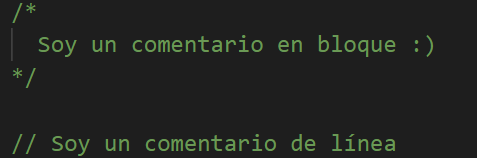 /*
Soy un comentario en bloque :)
*/
// Soy un comentario de línea